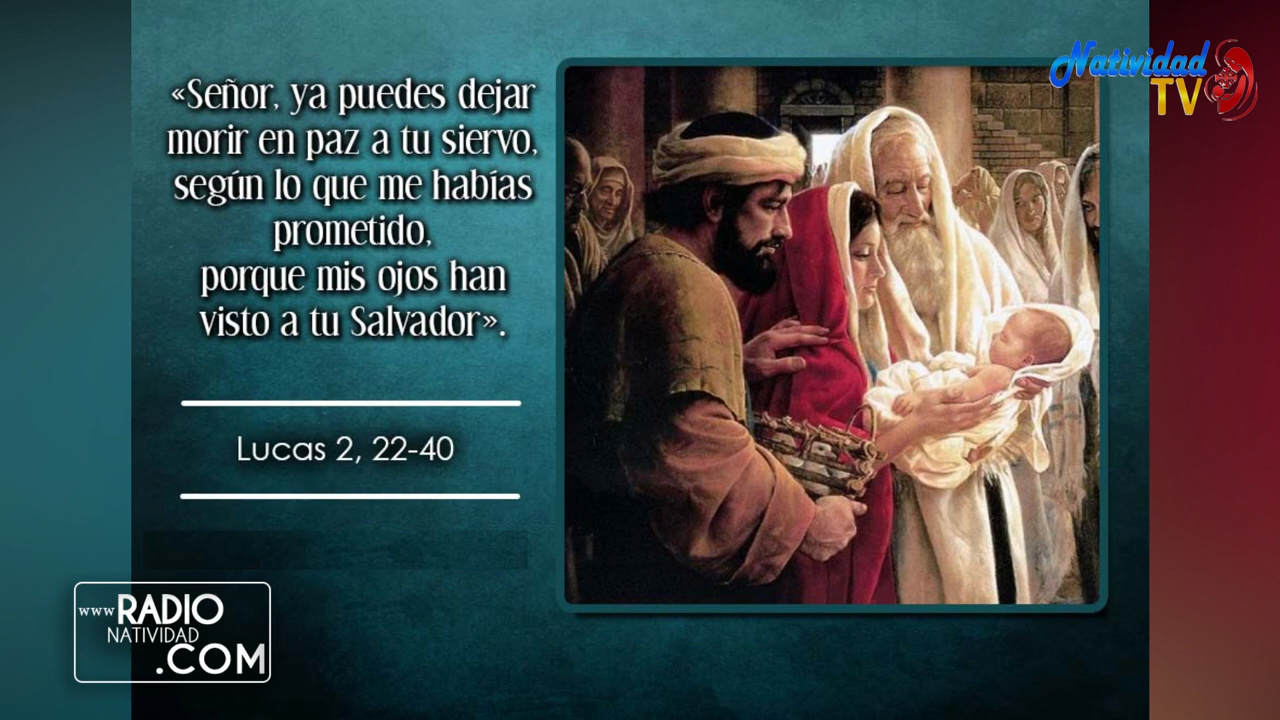 «Señor, ya puedes dejar
morir en paz a tu siervo,
según lo que me habías
prometido,
porque mis ojos han
visto a tu Salvador».
Lucas 2, 22-40
Natividad
TV
www RADIO
NATIVIDAD
.COM